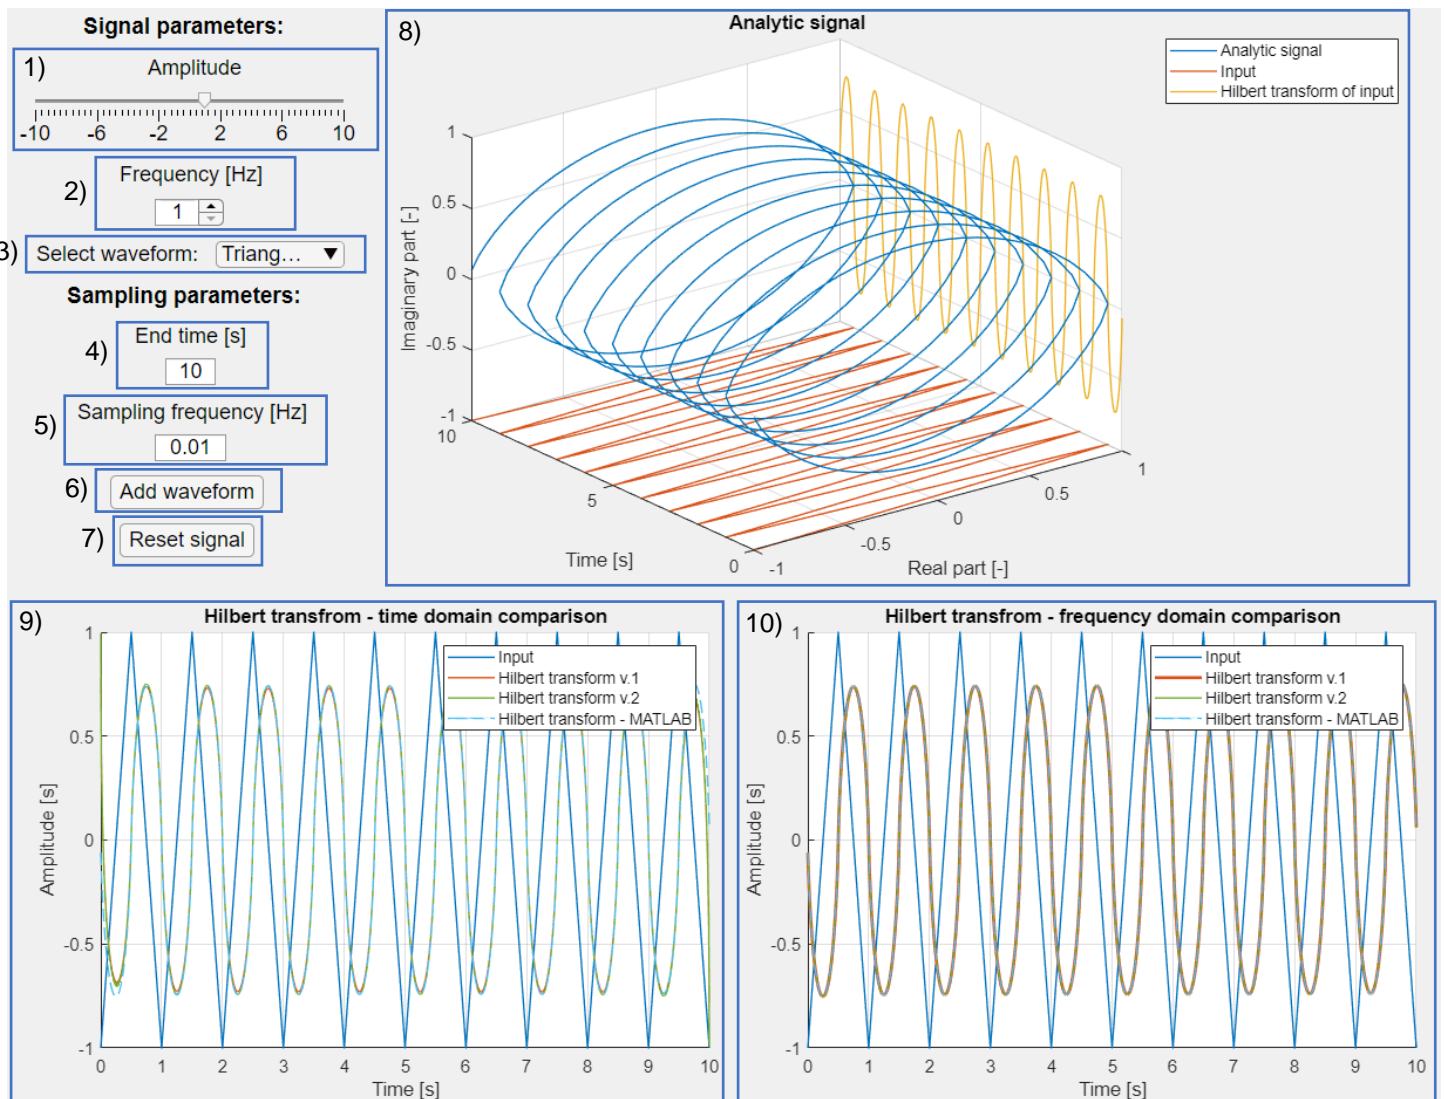 Signal parameters:
1)
Amplitude
-10 -6 -2 2 6 10
2)
Frequency [Hz]
1
3)
Select waveform: Triang... ▼
Sampling parameters:
4)
End time [s]
10
5)
Sampling frequency [Hz]
0.01
6)
Add waveform
7)
Reset signal
8)
Analytic signal
Analytic signal
Input
Hilbert transform of input
Imaginary part [-]
1
0.5
0
-0.5
-1
10
5
0
Time [s]
-1
-0.5
0
0.5
1
Real part [-]
9)
Hilbert transfrom - time domain comparison
Input
Hilbert transform v.1
Hilbert transform v.2
Hilbert transform - MATLAB
Amplitude [s]
1
0.5
0
-0.5
-1
0 1 2 3 4 5 6 7 8 9 10
Time [s]
10)
Hilbert transfrom - frequency domain comparison
Input
Hilbert transform v.1
Hilbert transform v.2
Hilbert transform - MATLAB
Amplitude [s]
1
0.5
0
-0.5
-1
0 1 2 3 4 5 6 7 8 9 10
Time [s]